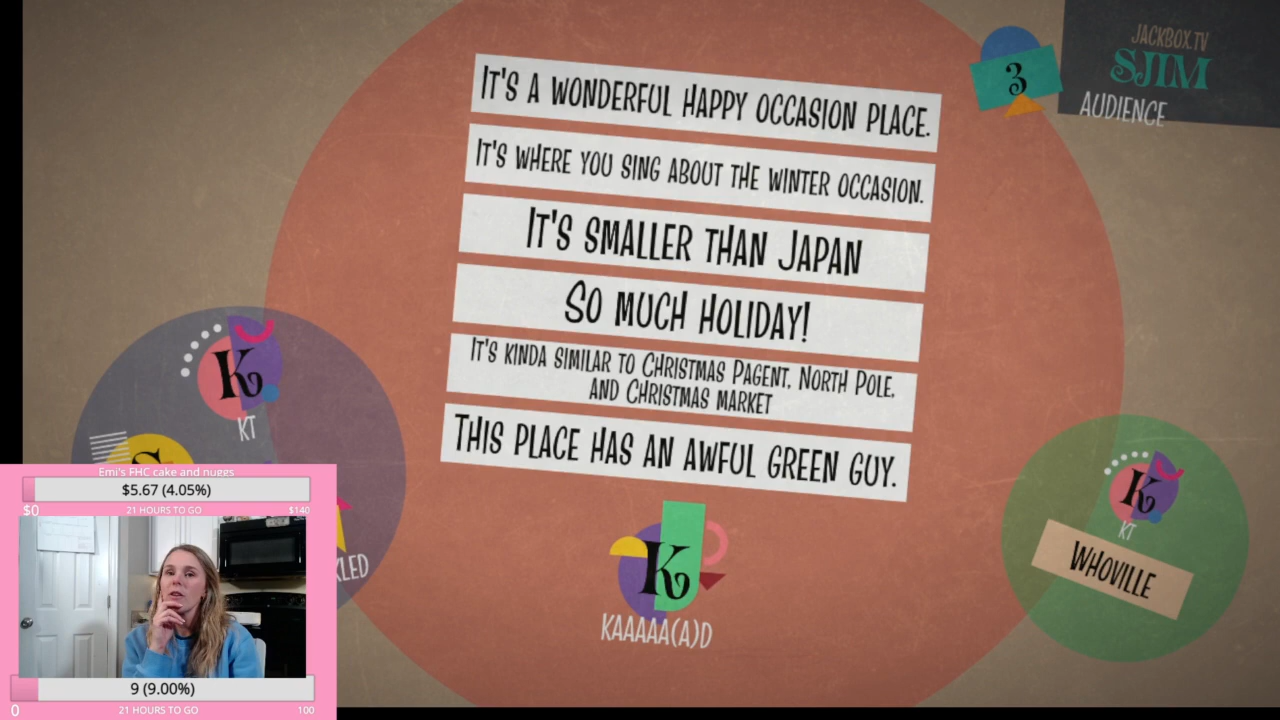 IT'S A WONDERFUL HAPPY OCCASION PLACE.
IT'S WHERE YOU SING ABOUT THE WINTER OCCASION.
IT'S SMALLER THAN JAPAN
SO MUCH HOLIDAY!
IT'S KINDA SIMILAR TO CHRISTMAS PAGENT, NORTH POLE,
AND CHRISTMAS MARKET
THIS PLACE HAS AN AWFUL GREEN GUY.
3
JACKBOX.TV
SJIM
AUDIENCE
K
KT
S
KLED
K
KAAAAA(A)D
K
KT
WHOVILLE
Emi's FHC cake and nuggs
$5.67 (4.05%)
$0 21 HOURS TO GO $140
9 (9.00%)
0 21 HOURS TO GO 100